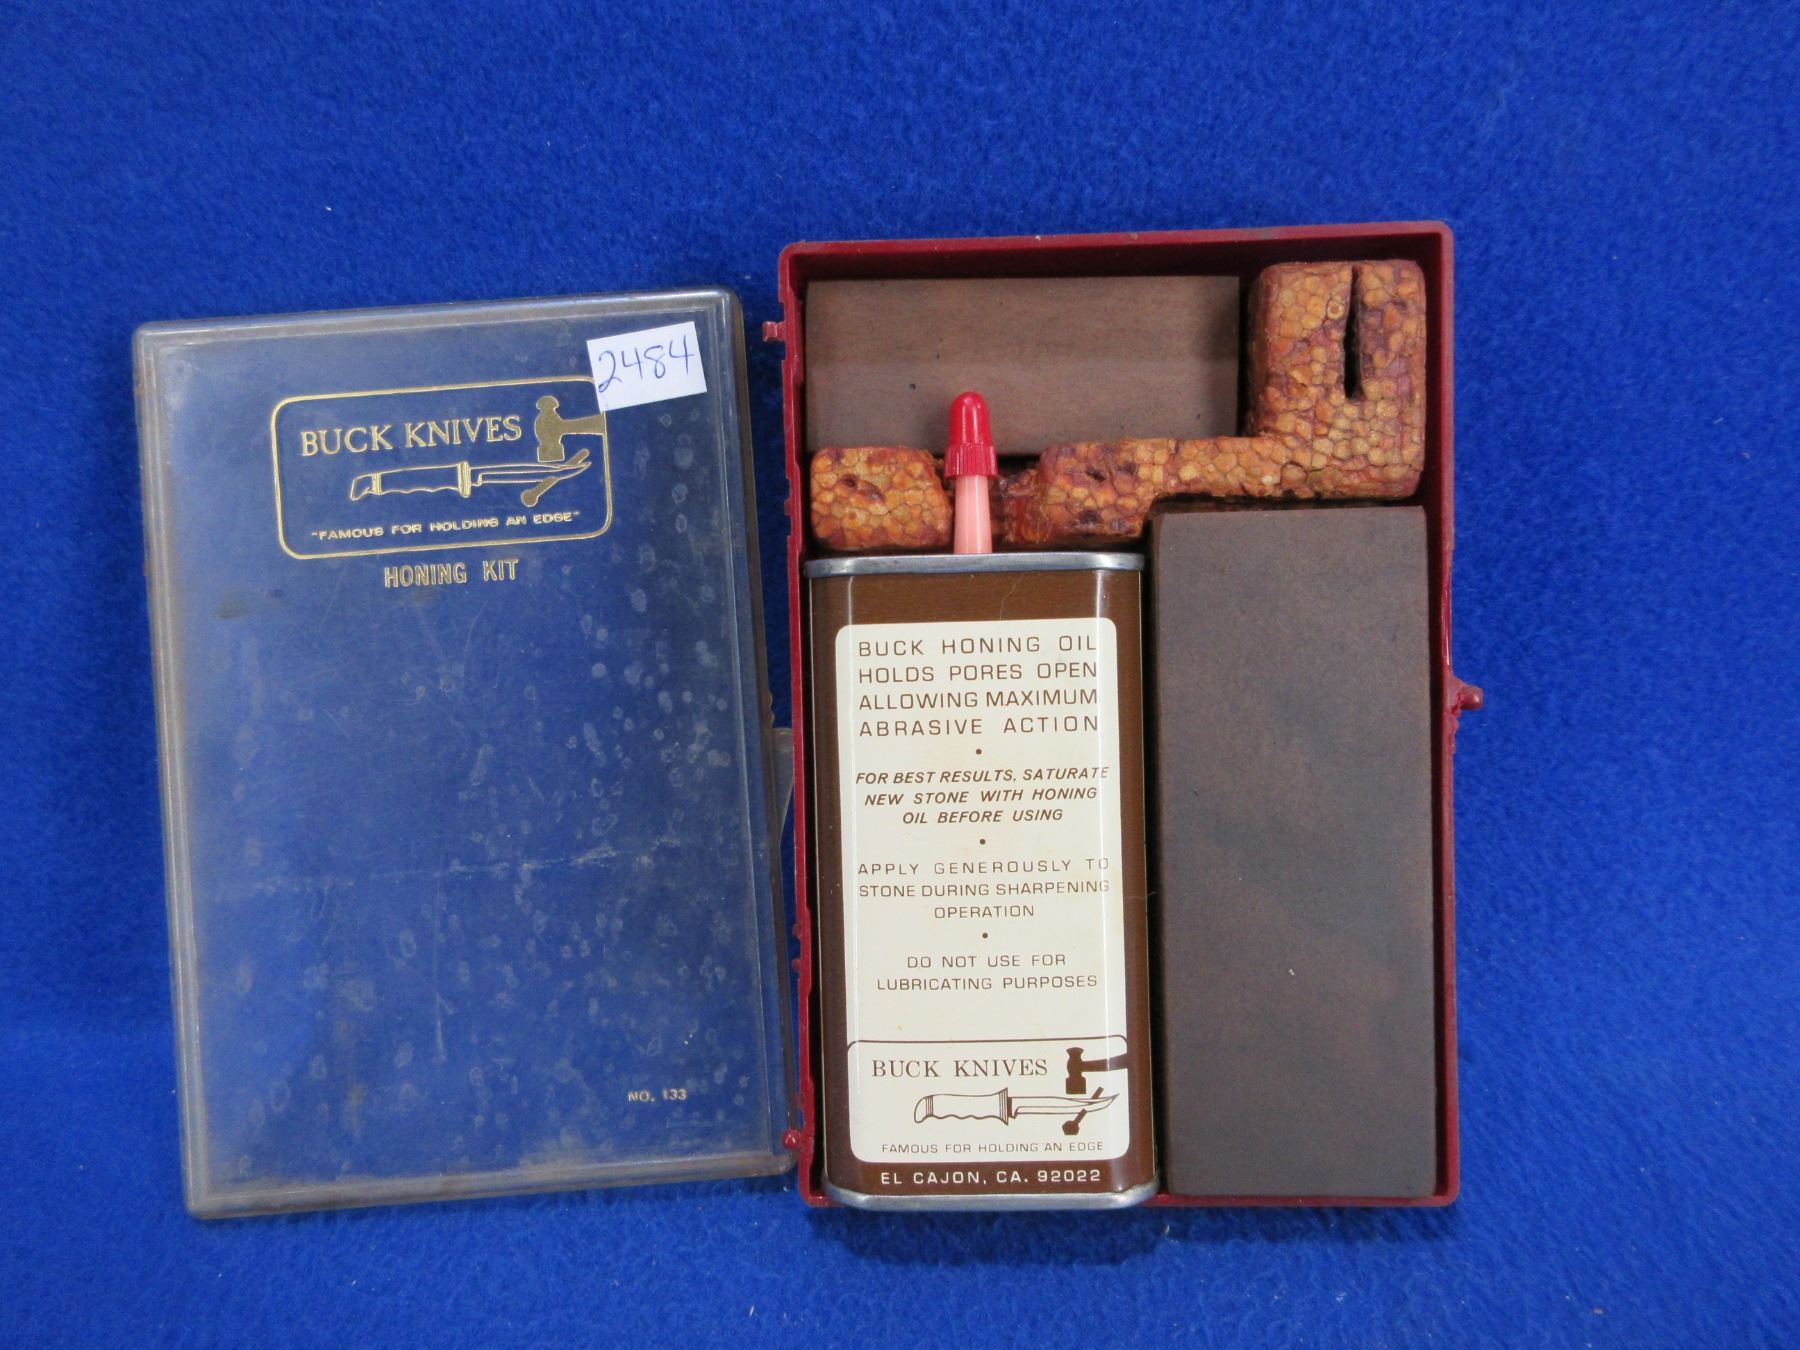 2484
BUCK KNIVES
"FAMOUS FOR HOLDING AN EDGE"
HONING KIT
NO. 133
BUCK HONING OIL
HOLDS PORES OPEN
ALLOWING MAXIMUM
ABRASIVE ACTION
•
FOR BEST RESULTS, SATURATE
NEW STONE WITH HONING
OIL BEFORE USING
•
APPLY GENEROUSLY TO
STONE DURING SHARPENING
OPERATION
•
DO NOT USE FOR
LUBRICATING PURPOSES
BUCK KNIVES
FAMOUS FOR HOLDING AN EDGE
EL CAJON, CA. 92022